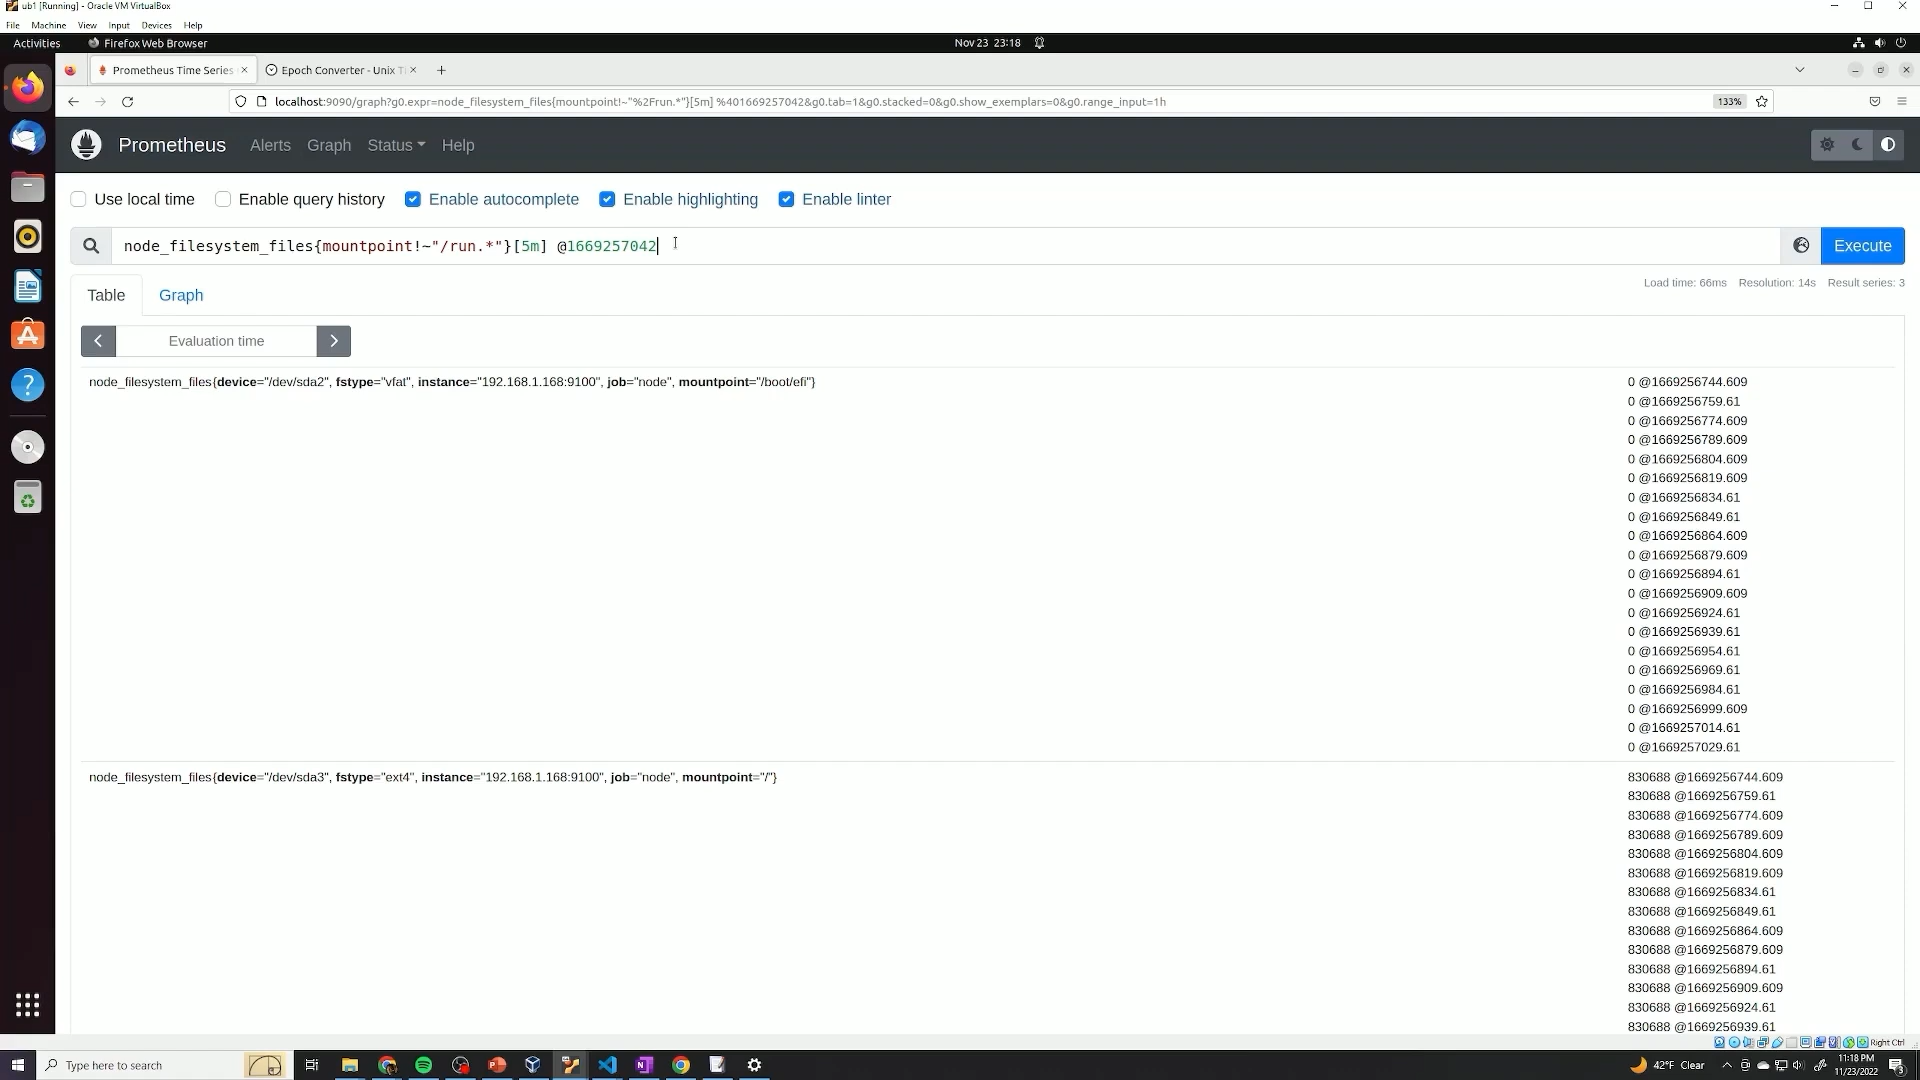 ub1 [Running] - Oracle VM VirtualBox
File Machine View Input Devices Help
Activities Firefox Web Browser Nov 23 23:18
Prometheus Time Series Epoch Converter - Unix Ti
localhost:9090/graph?g0.expr=node_filesystem_files{mountpoint!~"%2Frun.*"}[5m] %401669257042&g0.tab=1&g0.stacked=0&g0.show_exemplars=0&g0.range_input=1h 133%
Prometheus Alerts Graph Status Help
Use local time Enable query history Enable autocomplete Enable highlighting Enable linter
node_filesystem_files{mountpoint!~"/run.*"}[5m] @1669257042 Execute
Table Graph Load time: 66ms Resolution: 14s Result series: 3
Evaluation time
node_filesystem_files{device="/dev/sda2", fstype="vfat", instance="192.168.1.168:9100", job="node", mountpoint="/boot/efi"} 0 @1669256744.609
0 @1669256759.61
0 @1669256774.609
0 @1669256789.609
0 @1669256804.609
0 @1669256819.609
0 @1669256834.61
0 @1669256849.61
0 @1669256864.609
0 @1669256879.609
0 @1669256894.61
0 @1669256909.609
0 @1669256924.61
0 @1669256939.61
0 @1669256954.61
0 @1669256969.61
0 @1669256984.61
0 @1669256999.609
0 @1669257014.61
0 @1669257029.61
node_filesystem_files{device="/dev/sda3", fstype="ext4", instance="192.168.1.168:9100", job="node", mountpoint="/"} 830688 @1669256744.609
830688 @1669256759.61
830688 @1669256774.609
830688 @1669256789.609
830688 @1669256804.609
830688 @1669256819.609
830688 @1669256834.61
830688 @1669256849.61
830688 @1669256864.609
830688 @1669256879.609
830688 @1669256894.61
830688 @1669256909.609
830688 @1669256924.61
830688 @1669256939.61
Right Ctrl
Type here to search 42°F Clear 11:18 PM
11/23/2022 3